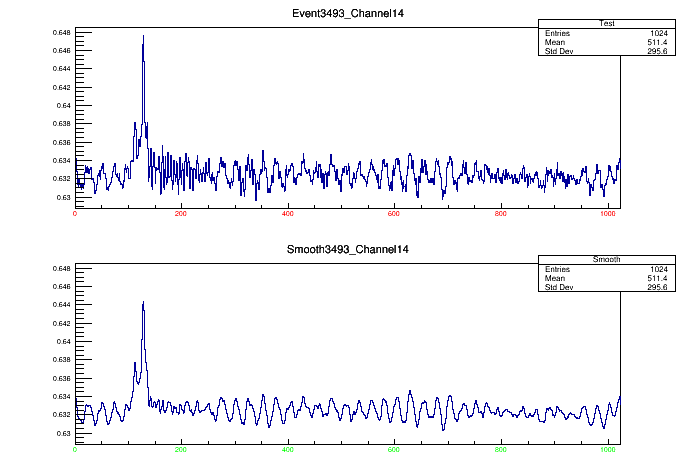 Event3493_Channel14
Test
Entries 1024
Mean 511.4
Std Dev 295.6
0.648
0.646
0.644
0.642
0.64
0.638
0.636
0.634
0.632
0.63
0 200 400 600 800 1000
Smooth3493_Channel14
Smooth
Entries 1024
Mean 511.4
Std Dev 295.6
0.648
0.646
0.644
0.642
0.64
0.638
0.636
0.634
0.632
0.63
0 200 400 600 800 1000